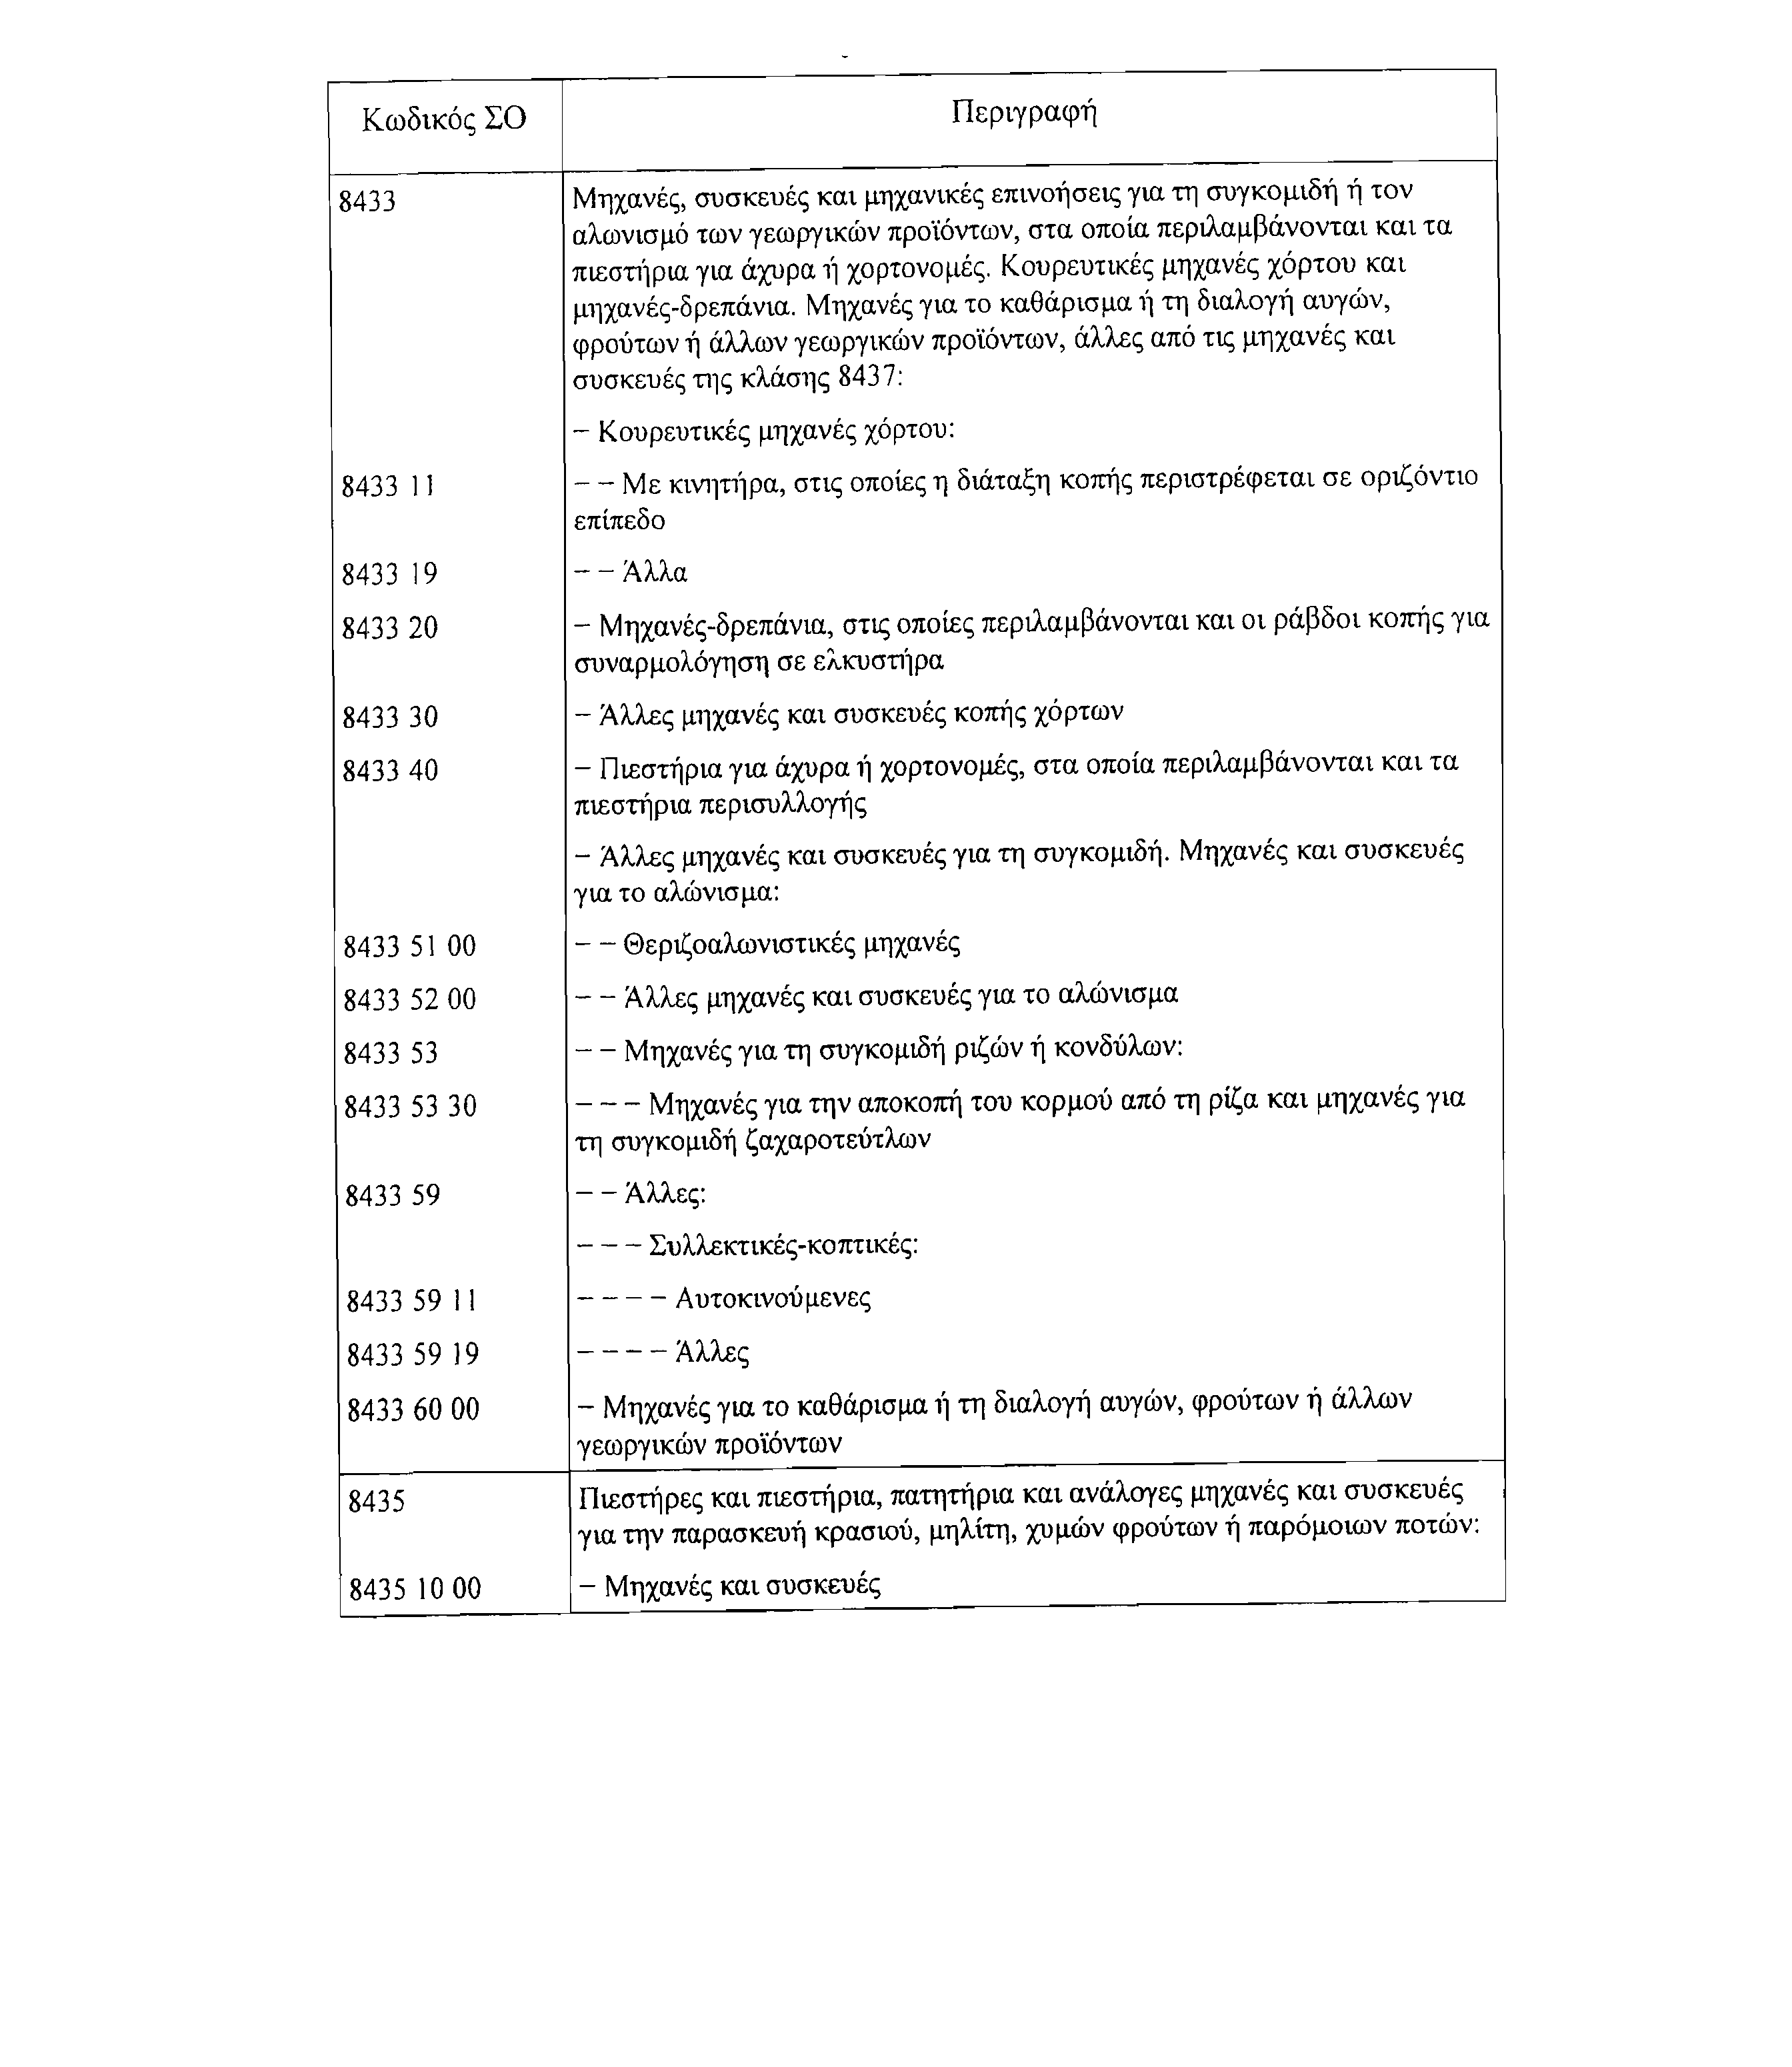 Κωδικός ΣΟ
Περιγραφή
8433
Μηχανές, συσκευές και μηχανικές επινοήσεις για τη συγκομιδή ή τον
αλωνισμό των γεωργικών προϊόντων, στα οποία περιλαμβάνονται και τα
πιεστήρια για άχυρα ή χορτονομές. Κουρευτικές μηχανές χόρτου και
μηχανές-δρεπάνια. Μηχανές για το καθάρισμα ή τη διαλογή αυγών,
φρούτων ή άλλων γεωργικών προϊόντων, άλλες από τις μηχανές και
συσκευές της κλάσης 8437:
– Κουρευτικές μηχανές χόρτου:
8433 11
– – Με κινητήρα, στις οποίες η διάταξη κοπής περιστρέφεται σε οριζόντιο
επίπεδο
8433 19
– – Άλλα
8433 20
– Μηχανές-δρεπάνια, στις οποίες περιλαμβάνονται και οι ράβδοι κοπής για
συναρμολόγηση σε ελκυστήρα
8433 30
– Άλλες μηχανές και συσκευές κοπής χόρτων
8433 40
– Πιεστήρια για άχυρα ή χορτονομές, στα οποία περιλαμβάνονται και τα
πιεστήρια περισυλλογής
– Άλλες μηχανές και συσκευές για τη συγκομιδή. Μηχανές και συσκευές
για το αλώνισμα:
8433 51 00
– – Θεριζοαλωνιστικές μηχανές
8433 52 00
– – Άλλες μηχανές και συσκευές για το αλώνισμα
8433 53
– – Μηχανές για τη συγκομιδή ριζών ή κονδύλων:
8433 53 30
– – – Μηχανές για την αποκοπή του κορμού από τη ρίζα και μηχανές για
τη συγκομιδή ζαχαροτεύτλων
8433 59
– – Άλλες:
– – – Συλλεκτικές-κοπτικές:
8433 59 11
– – – – Αυτοκινούμενες
8433 59 19
– – – – Άλλες
8433 60 00
– Μηχανές για το καθάρισμα ή τη διαλογή αυγών, φρούτων ή άλλων
γεωργικών προϊόντων
8435
Πιεστήρες και πιεστήρια, πατητήρια και ανάλογες μηχανές και συσκευές
για την παρασκευή κρασιού, μηλίτη, χυμών φρούτων ή παρόμοιων ποτών:
8435 10 00
– Μηχανές και συσκευές